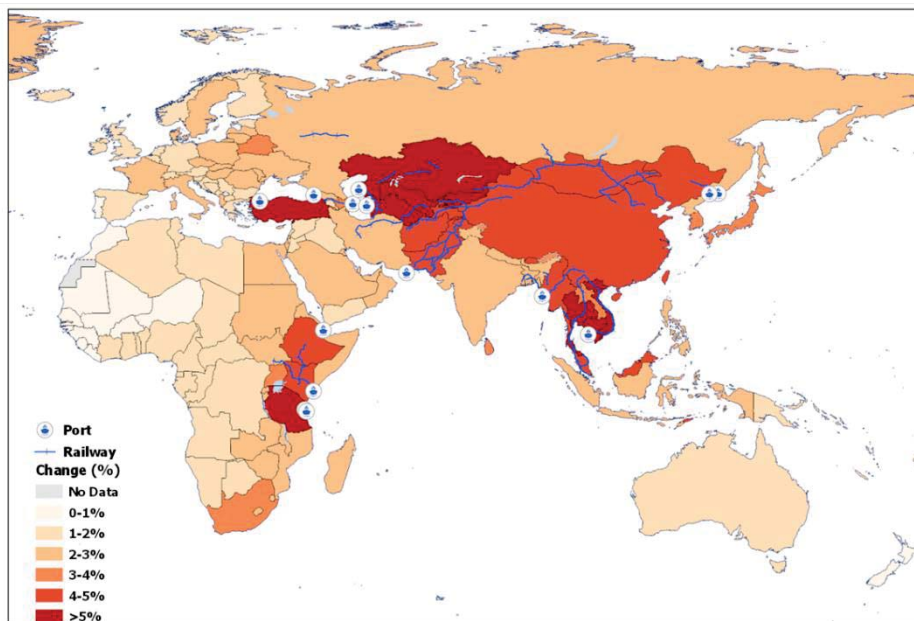 Port
Railway
Change (%)
No Data
0-1%
1-2%
2-3%
3-4%
4-5%
>5%